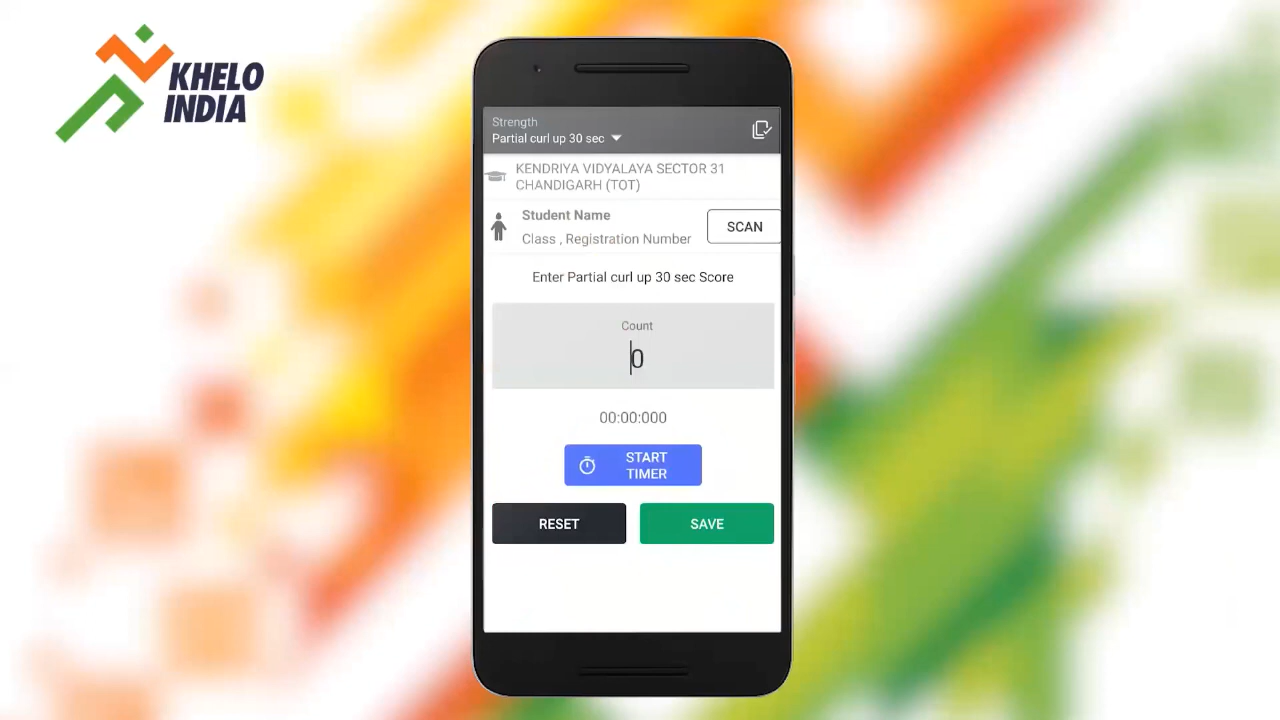 KHELO
INDIA
Strength
Partial curl up 30 sec
KENDRIYA VIDYALAYA SECTOR 31
CHANDIGARH (TOT)
Student Name
Class , Registration Number
SCAN
Enter Partial curl up 30 sec Score
Count
0
00:00:000
START
TIMER
RESET
SAVE